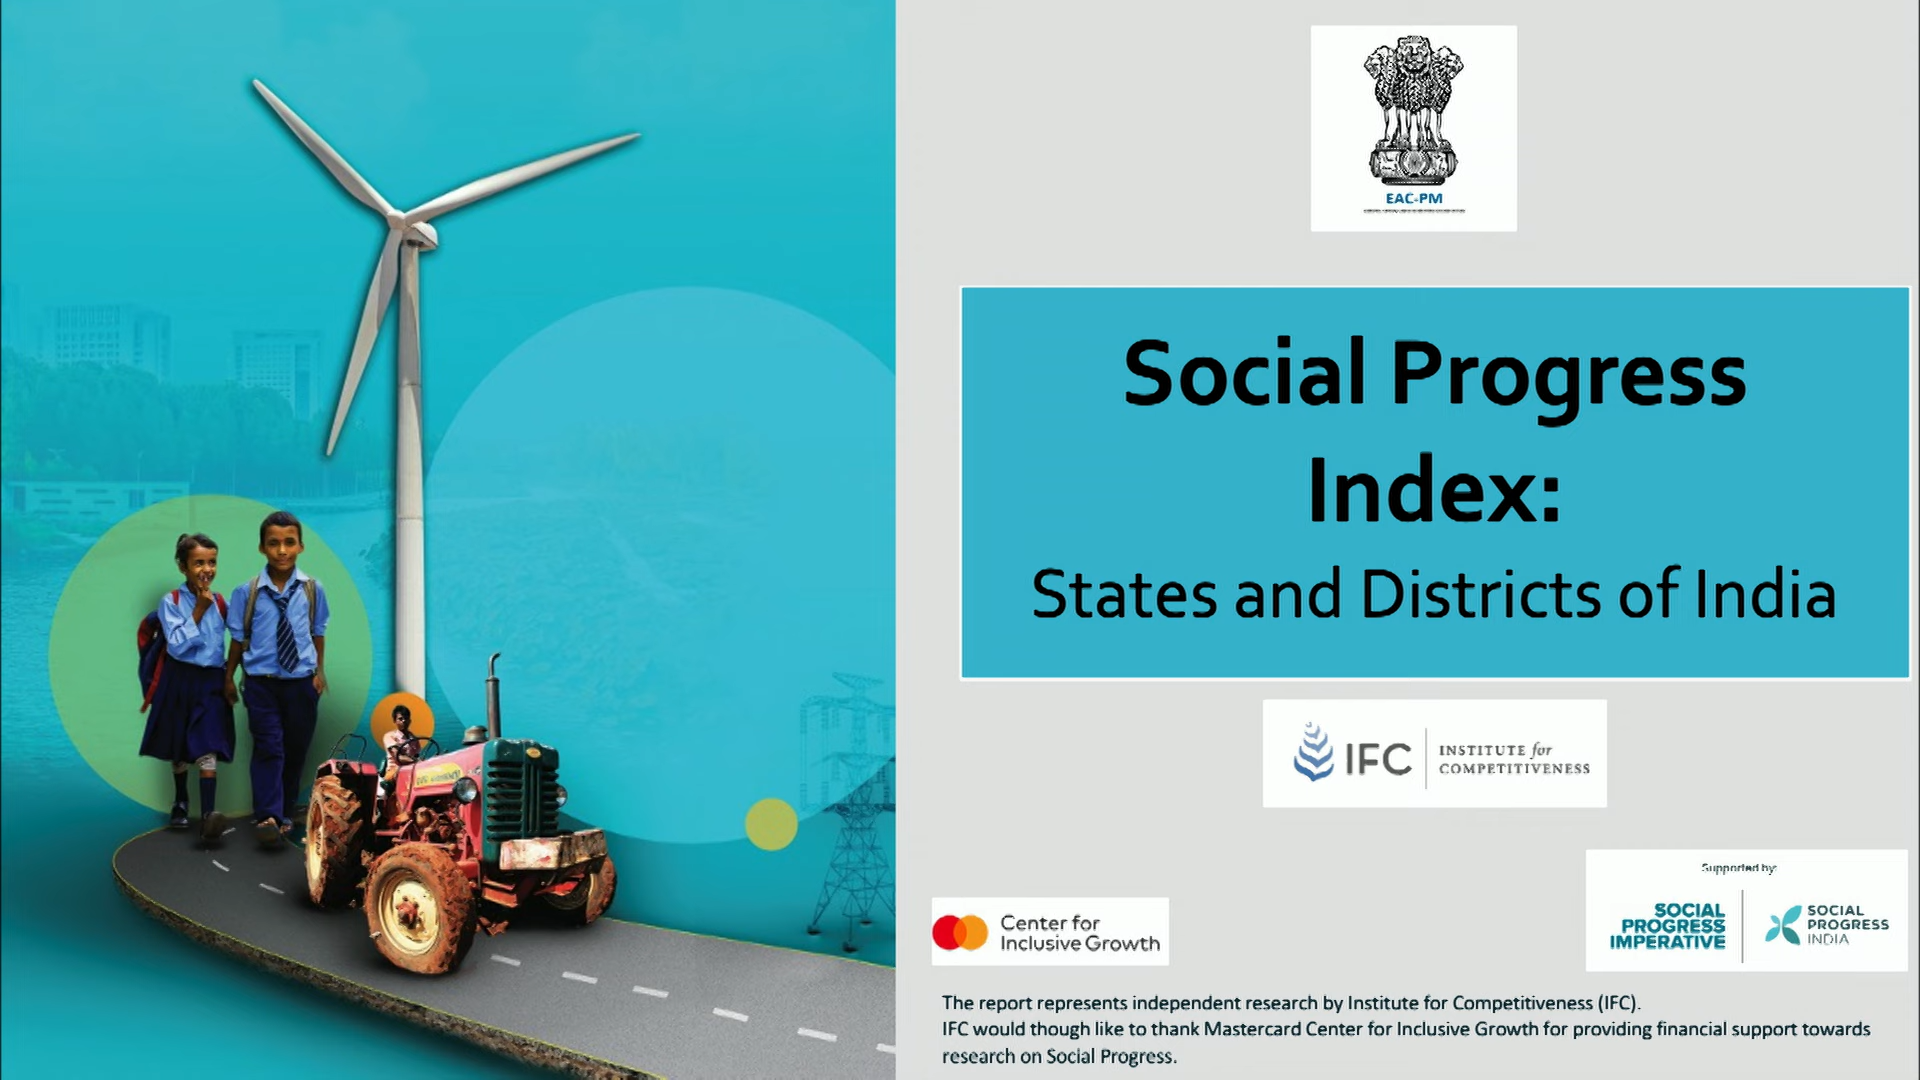 EAC-PM
Social Progress
Index:
States and Districts of India
IFC
INSTITUTE for
COMPETITIVENESS
Supported by:
SOCIAL
PROGRESS
IMPERATIVE
SOCIAL
PROGRESS
INDIA
Center for
Inclusive Growth
The report represents independent research by Institute for Competitiveness (IFC).
IFC would though like to thank Mastercard Center for Inclusive Growth for providing financial support towards
research on Social Progress.